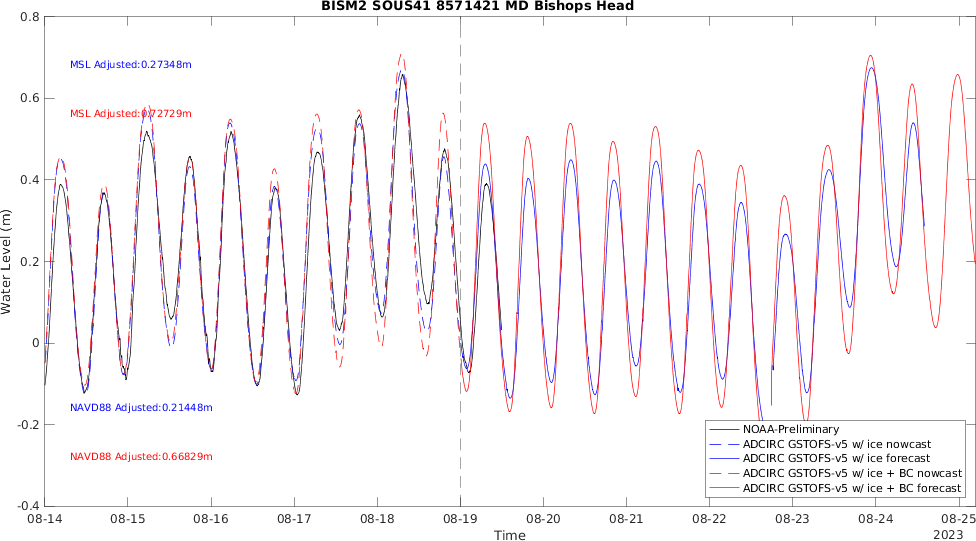 BISM2 SOUS41 8571421 MD Bishops Head
0.8
0.6
0.4
0.2
0
-0.2
-0.4
Water Level (m)
MSL Adjusted:0.27348m
MSL Adjusted:0.72729m
NAVD88 Adjusted:0.21448m
NAVD88 Adjusted:0.66829m
NOAA-Preliminary
ADCIRC GSTOFS-v5 w/ ice nowcast
ADCIRC GSTOFS-v5 w/ ice forecast
ADCIRC GSTOFS-v5 w/ ice + BC nowcast
ADCIRC GSTOFS-v5 w/ ice + BC forecast
08-14 08-15 08-16 08-17 08-18 08-19 08-20 08-21 08-22 08-23 08-24 08-25
Time
2023